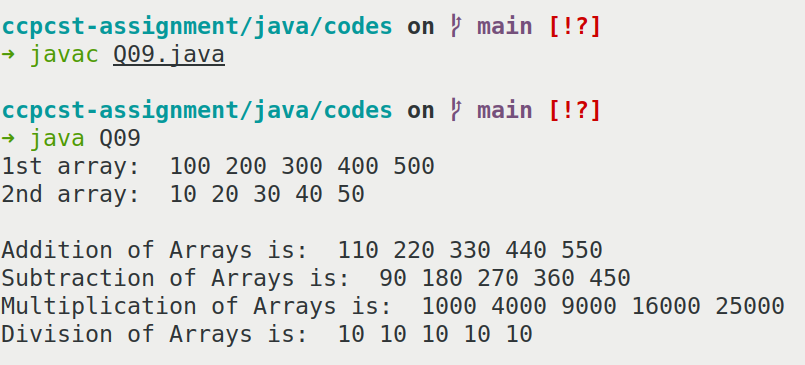 ccpcst-assignment/java/codes on  main [!?]
→ javac Q09.java
ccpcst-assignment/java/codes on  main [!?]
→ java Q09
1st array:  100 200 300 400 500
2nd array:  10 20 30 40 50
Addition of Arrays is:  110 220 330 440 550
Subtraction of Arrays is:  90 180 270 360 450
Multiplication of Arrays is:  1000 4000 9000 16000 25000
Division of Arrays is:  10 10 10 10 10